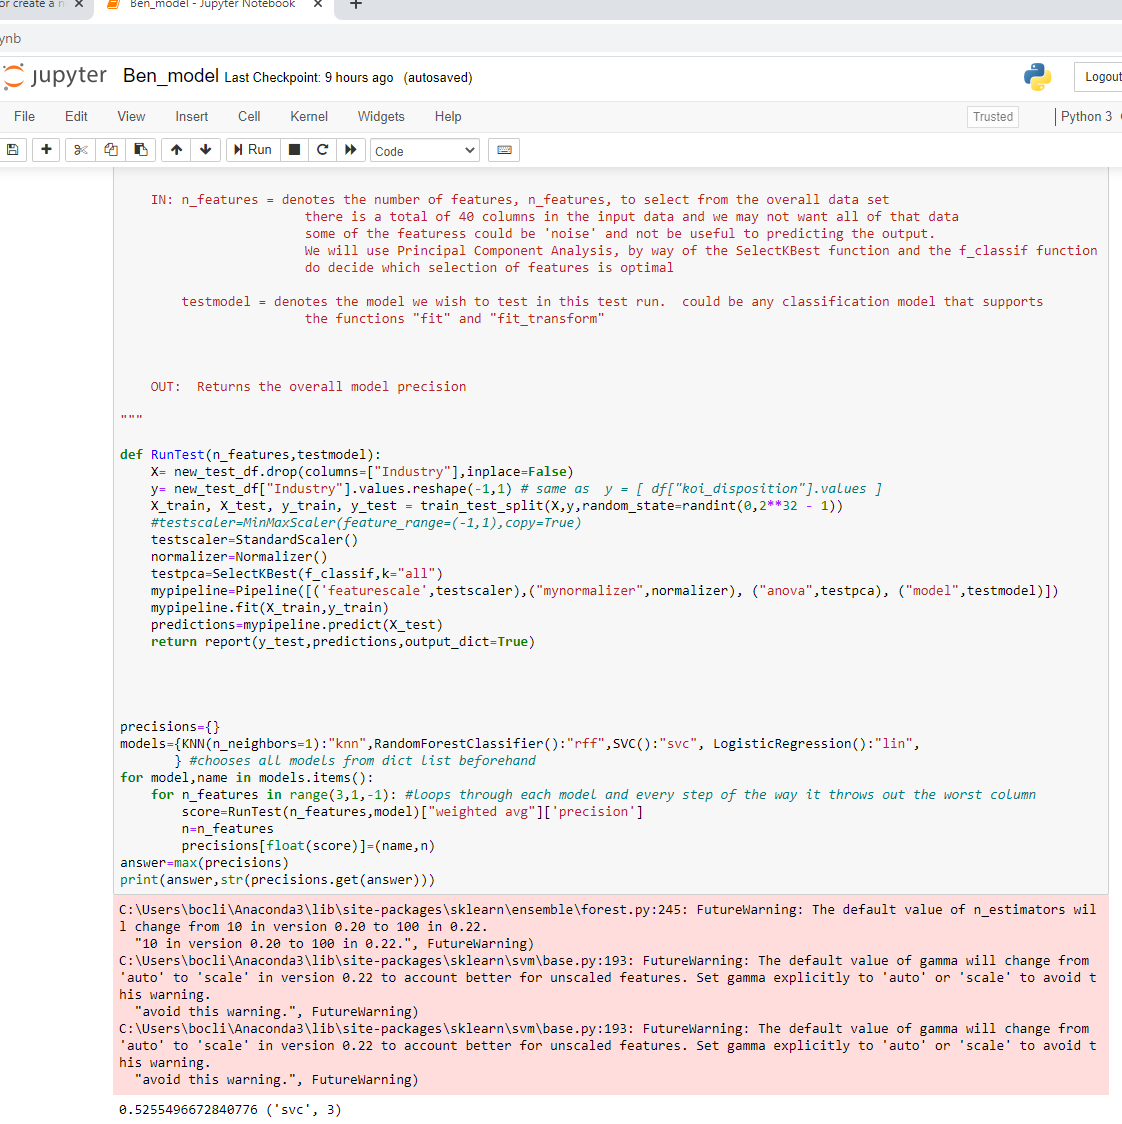 or create a n
Ben_model - Jupyter Notebook
ynb
jupyter Ben_model Last Checkpoint: 9 hours ago (autosaved)
Logout
File Edit View Insert Cell Kernel Widgets Help Trusted Python 3
Run Code
IN: n_features = denotes the number of features, n_features, to select from the overall data set
there is a total of 40 columns in the input data and we may not want all of that data
some of the featuress could be 'noise' and not be useful to predicting the output.
We will use Principal Component Analysis, by way of the SelectKBest function and the f_classif function
do decide which selection of features is optimal
testmodel = denotes the model we wish to test in this test run.  could be any classification model that supports
the functions "fit" and "fit_transform"
OUT:  Returns the overall model precision
"""
def RunTest(n_features,testmodel):
X= new_test_df.drop(columns=["Industry"],inplace=False)
y= new_test_df["Industry"].values.reshape(-1,1) # same as  y = [ df["koi_disposition"].values ]
X_train, X_test, y_train, y_test = train_test_split(X,y,random_state=randint(0,2**32 - 1))
#testscaler=MinMaxScaler(feature_range=(-1,1),copy=True)
testscaler=StandardScaler()
normalizer=Normalizer()
testpca=SelectKBest(f_classif,k="all")
mypipeline=Pipeline([('featurescale',testscaler),("mynormalizer",normalizer), ("anova",testpca), ("model",testmodel)])
mypipeline.fit(X_train,y_train)
predictions=mypipeline.predict(X_test)
return report(y_test,predictions,output_dict=True)
precisions={}
models={KNN(n_neighbors=1):"knn",RandomForestClassifier():"rff",SVC():"svc", LogisticRegression():"lin",
} #chooses all models from dict list beforehand
for model,name in models.items():
for n_features in range(3,1,-1): #loops through each model and every step of the way it throws out the worst column
score=RunTest(n_features,model)["weighted avg"]['precision']
n=n_features
precisions[float(score)]=(name,n)
answer=max(precisions)
print(answer,str(precisions.get(answer)))
C:\Users\bocli\Anaconda3\lib\site-packages\sklearn\ensemble\forest.py:245: FutureWarning: The default value of n_estimators wil
l change from 10 in version 0.20 to 100 in 0.22.
"10 in version 0.20 to 100 in 0.22.", FutureWarning)
C:\Users\bocli\Anaconda3\lib\site-packages\sklearn\svm\base.py:193: FutureWarning: The default value of gamma will change from
'auto' to 'scale' in version 0.22 to account better for unscaled features. Set gamma explicitly to 'auto' or 'scale' to avoid t
his warning.
"avoid this warning.", FutureWarning)
C:\Users\bocli\Anaconda3\lib\site-packages\sklearn\svm\base.py:193: FutureWarning: The default value of gamma will change from
'auto' to 'scale' in version 0.22 to account better for unscaled features. Set gamma explicitly to 'auto' or 'scale' to avoid t
his warning.
"avoid this warning.", FutureWarning)
0.5255496672840776 ('svc', 3)